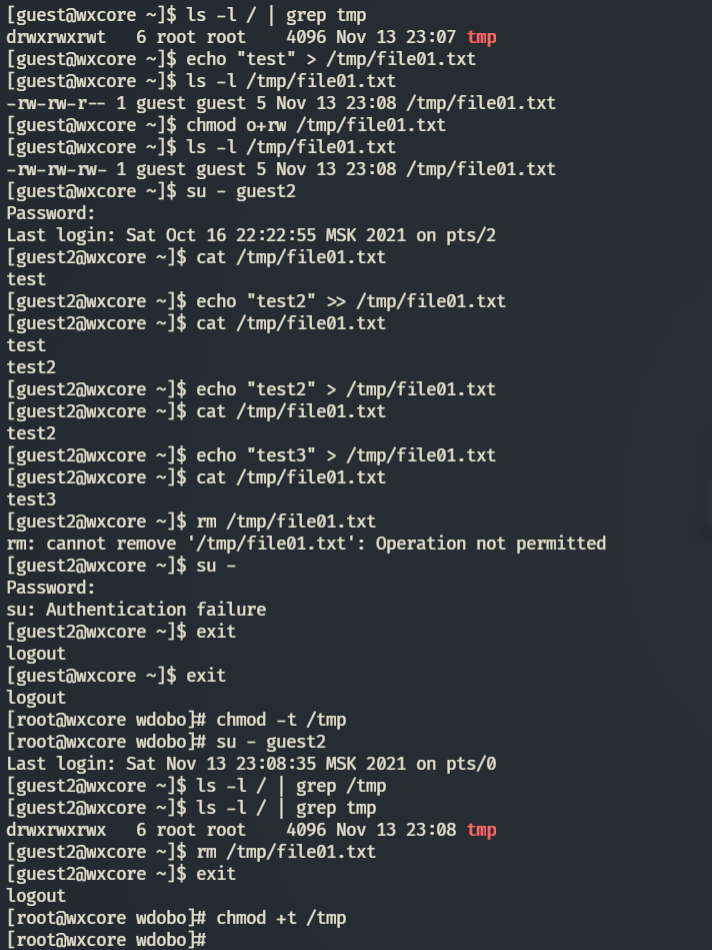 [guest@wxcore ~]$ ls -l / | grep tmp
drwxrwxrwt   6 root root    4096 Nov 13 23:07 tmp
[guest@wxcore ~]$ echo "test" > /tmp/file01.txt
[guest@wxcore ~]$ ls -l /tmp/file01.txt
-rw-rw-r-- 1 guest guest 5 Nov 13 23:08 /tmp/file01.txt
[guest@wxcore ~]$ chmod o+rw /tmp/file01.txt
[guest@wxcore ~]$ ls -l /tmp/file01.txt
-rw-rw-rw- 1 guest guest 5 Nov 13 23:08 /tmp/file01.txt
[guest@wxcore ~]$ su - guest2
Password:
Last login: Sat Oct 16 22:22:55 MSK 2021 on pts/2
[guest2@wxcore ~]$ cat /tmp/file01.txt
test
[guest2@wxcore ~]$ echo "test2" >> /tmp/file01.txt
[guest2@wxcore ~]$ cat /tmp/file01.txt
test
test2
[guest2@wxcore ~]$ echo "test2" > /tmp/file01.txt
[guest2@wxcore ~]$ cat /tmp/file01.txt
test2
[guest2@wxcore ~]$ echo "test3" > /tmp/file01.txt
[guest2@wxcore ~]$ cat /tmp/file01.txt
test3
[guest2@wxcore ~]$ rm /tmp/file01.txt
rm: cannot remove '/tmp/file01.txt': Operation not permitted
[guest2@wxcore ~]$ su -
Password:
su: Authentication failure
[guest2@wxcore ~]$ exit
logout
[guest@wxcore ~]$ exit
logout
[root@wxcore wdobo]# chmod -t /tmp
[root@wxcore wdobo]# su - guest2
Last login: Sat Nov 13 23:08:35 MSK 2021 on pts/0
[guest2@wxcore ~]$ ls -l / | grep /tmp
[guest2@wxcore ~]$ ls -l / | grep tmp
drwxrwxrwx   6 root root    4096 Nov 13 23:08 tmp
[guest2@wxcore ~]$ rm /tmp/file01.txt
[guest2@wxcore ~]$ exit
logout
[root@wxcore wdobo]# chmod +t /tmp
[root@wxcore wdobo]#